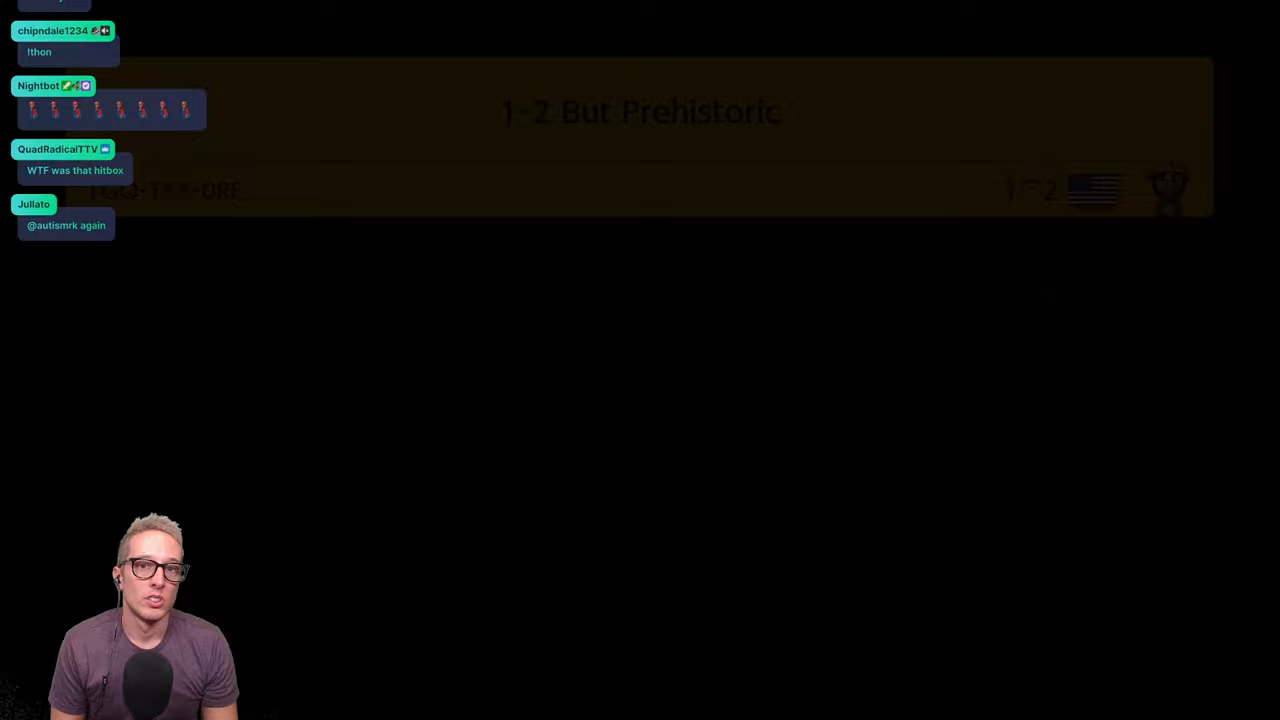 chipndale1234
!thon
Nightbot
QuadRadicalTTV
WTF was that hitbox
Jullato
@autismrk again
1-2 But Prehistoric